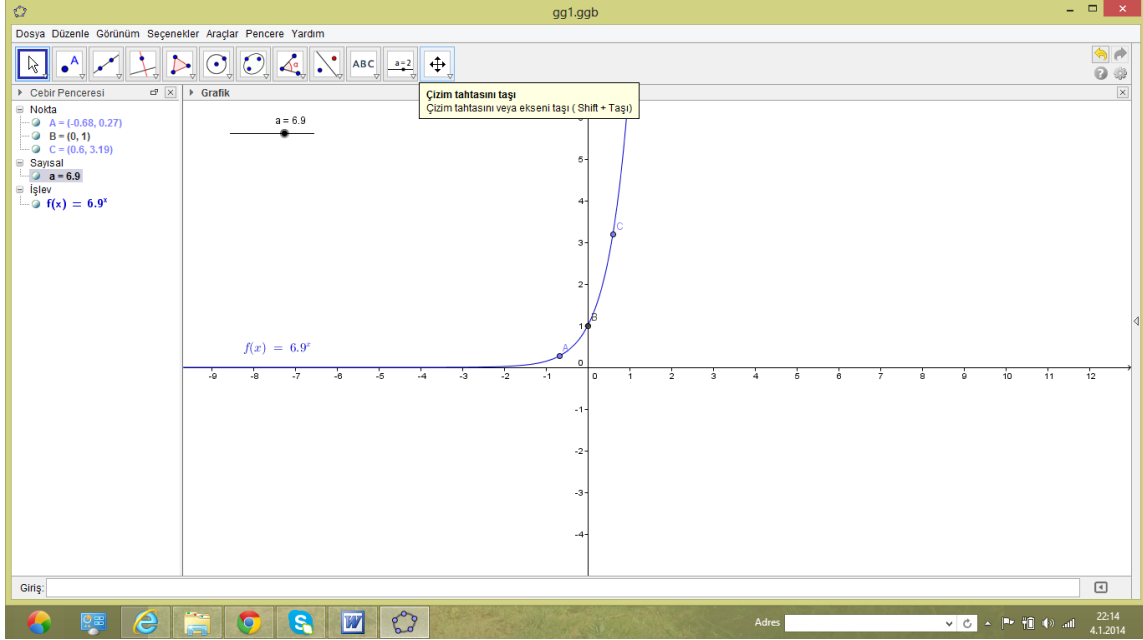 gg1.ggb
Dosya Düzenle Görünüm Seçenekler Araçlar Pencere Yardım
A
α
ABC
a=2
Cebir Penceresi
Grafik
Çizim tahtasını taşı
Çizim tahtasını veya ekseni taşı ( Shift + Taşı)
Nokta
A = (-0.68, 0.27)
B = (0, 1)
C = (0.6, 3.19)
Sayısal
a = 6.9
İşlev
f(x) = 6.9ˣ
a = 6.9
6
5
4
3
2
1
0
-1
-2
-3
-4
C
B
A
f(x) = 6.9ˣ
-9 -8 -7 -6 -5 -4 -3 -2 -1 0 1 2 3 4 5 6 7 8 9 10 11 12
Giriş:
Adres
22:14
4.1.2014